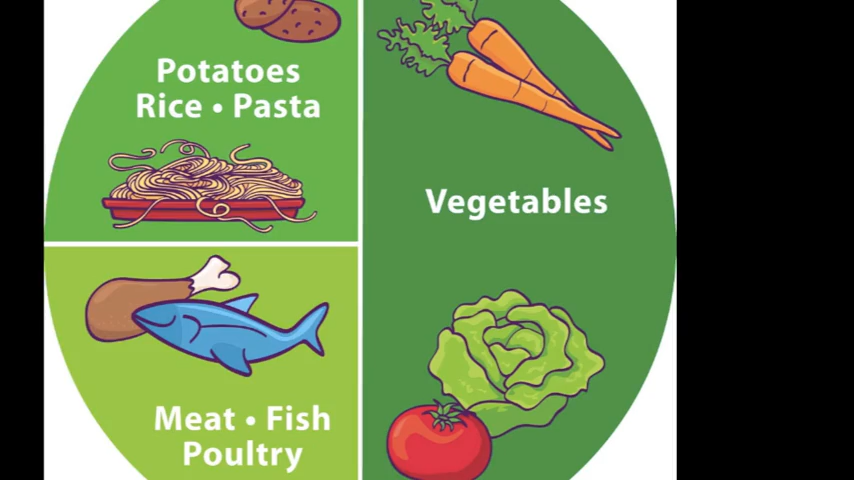 Potatoes
Rice • Pasta
Vegetables
Meat • Fish
Poultry